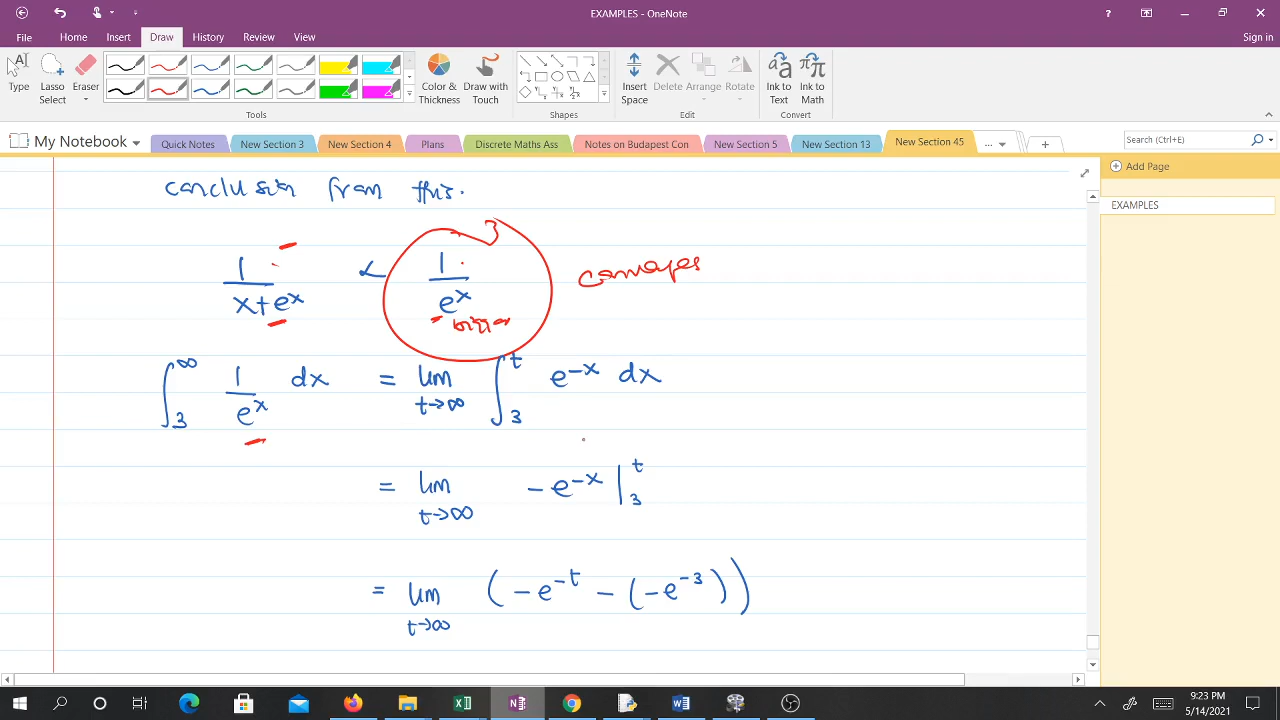 EXAMPLES - OneNote
File Home Insert Draw History Review View Sign in
Type
Lasso Select
Eraser
Color & Thickness
Draw with Touch
Insert Space
Delete Arrange Rotate
Ink to Text
Ink to Math
Tools Shapes Edit Convert
My Notebook Quick Notes New Section 3 New Section 4 Plans Discrete Maths Ass Notes on Budapest Con New Section 5 New Section 13 New Section 45 ... Search (Ctrl+E)
Add Page
EXAMPLES
conclusion from this.
1/(x+e^x) < 1/e^x converges
bigger
∫_3^∞ 1/e^x dx = lim_{t→∞} ∫_3^t e^{-x} dx
= lim_{t→∞} -e^{-x} |_3^t
= lim_{t→∞} (-e^{-t} - (-e^{-3}))
9:23 PM
5/14/2021